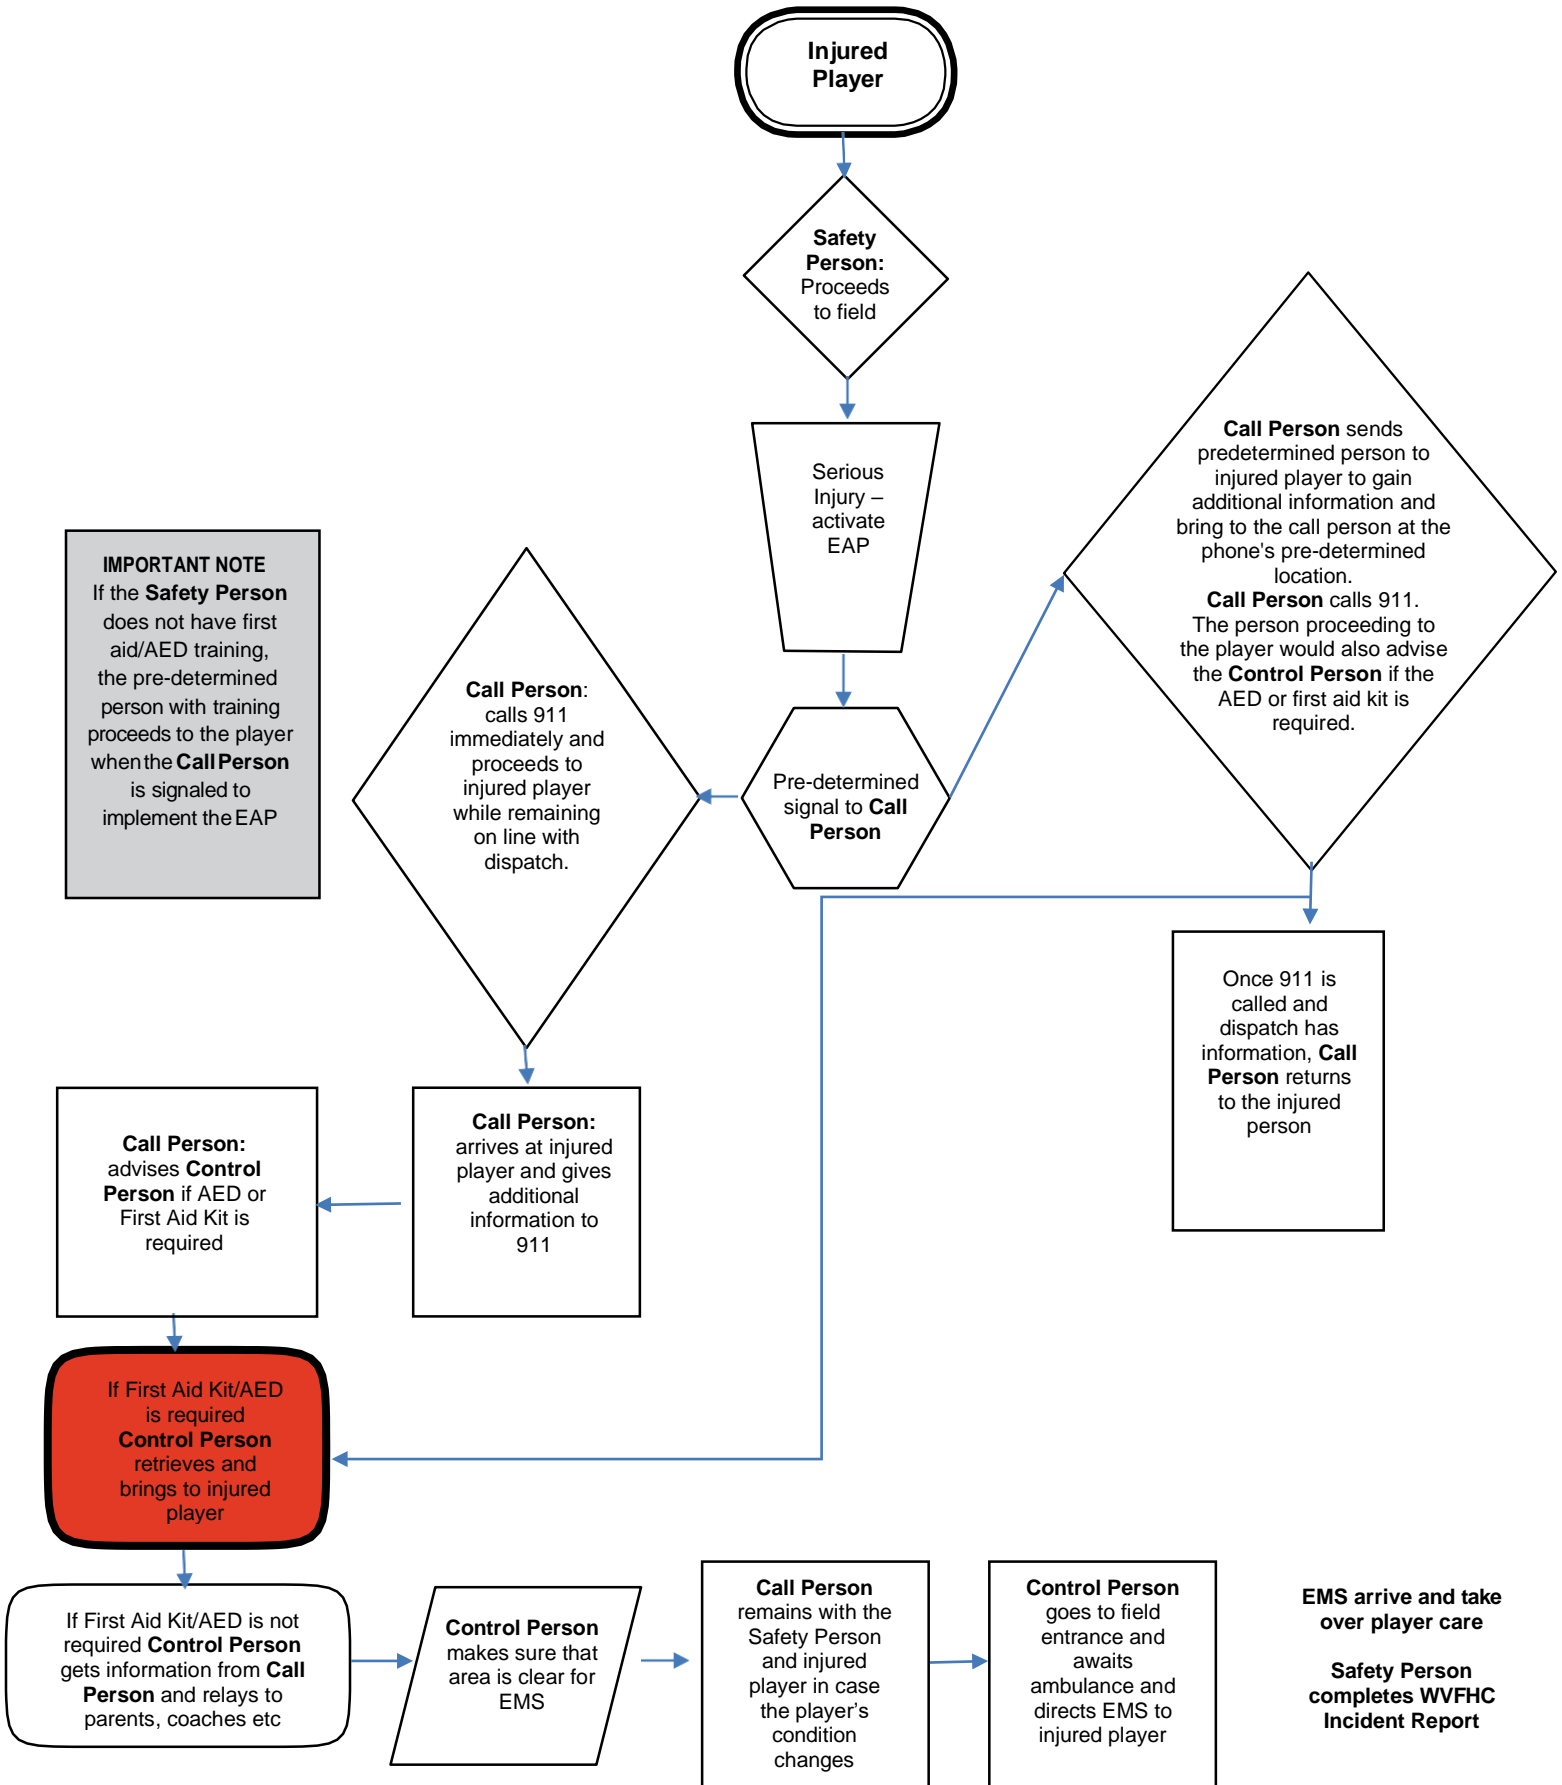 Injured
Player
Safety
Person:
Proceeds
to field
Serious
Injury –
activate
EAP
Call Person sends
predetermined person to
injured player to gain
additional information and
bring to the call person at the
phone's pre-determined
location.
Call Person calls 911.
The person proceeding to
the player would also advise
the Control Person if the
AED or first aid kit is
required.
IMPORTANT NOTE
If the Safety Person
does not have first
aid/AED training,
the pre-determined
person with training
proceeds to the player
when the Call Person
is signaled to
implement the EAP
Call Person:
calls 911
immediately and
proceeds to
injured player
while remaining
on line with
dispatch.
Pre-determined
signal to Call
Person
Once 911 is
called and
dispatch has
information, Call
Person returns
to the injured
person
Call Person:
arrives at injured
player and gives
additional
information to
911
Call Person:
advises Control
Person if AED or
First Aid Kit is
required
If First Aid Kit/AED
is required
Control Person
retrieves and
brings to injured
player
If First Aid Kit/AED is not
required Control Person
gets information from Call
Person and relays to
parents, coaches etc
Control Person
makes sure that
area is clear for
EMS
Call Person
remains with the
Safety Person
and injured
player in case
the player’s
condition
changes
Control Person
goes to field
entrance and
awaits
ambulance and
directs EMS to
injured player
EMS arrive and take
over player care
Safety Person
completes WVFHC
Incident Report